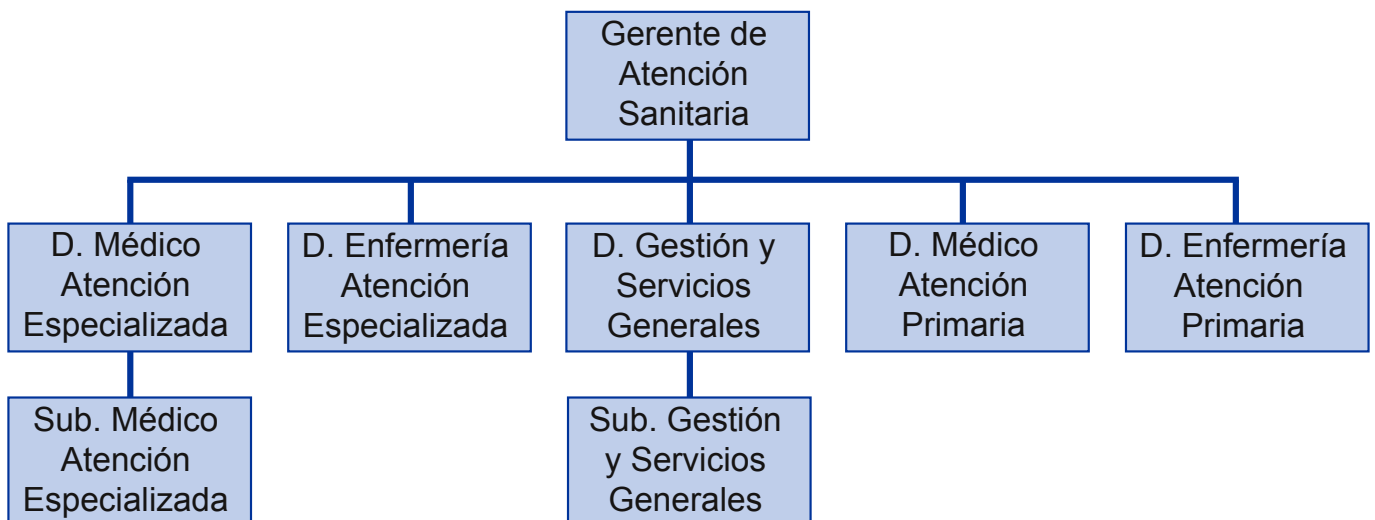 Gerente de
Atención
Sanitaria
D. Médico
Atención
Especializada
D. Enfermería
Atención
Especializada
D. Gestión y
Servicios
Generales
D. Médico
Atención
Primaria
D. Enfermería
Atención
Primaria
Sub. Médico
Atención
Especializada
Sub. Gestión
y Servicios
Generales